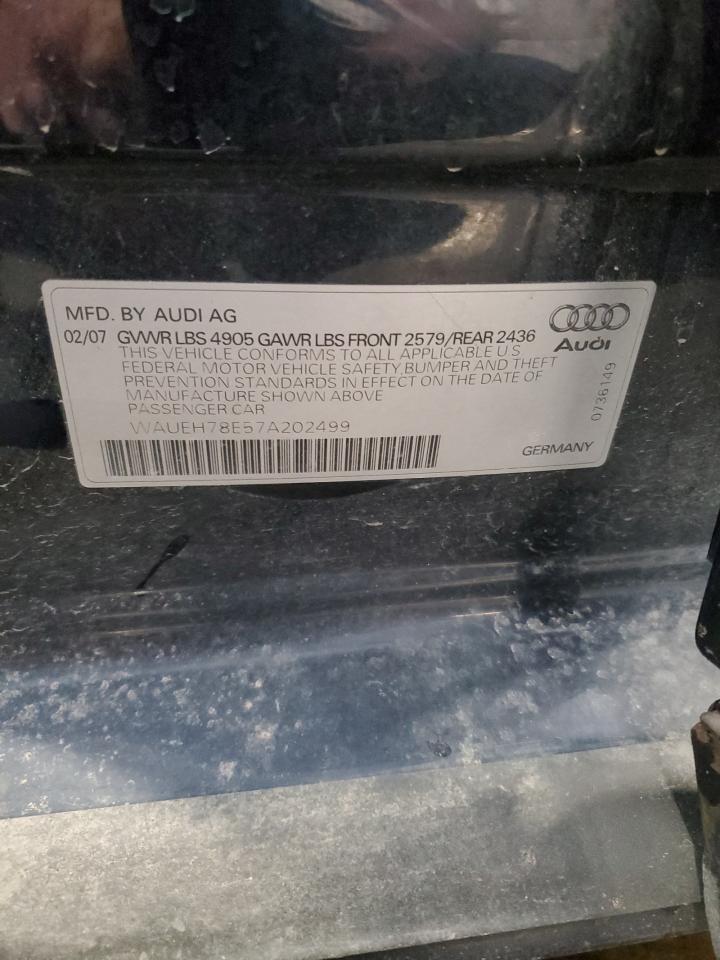 MFD. BY AUDI AG
02/07 GVWR LBS 4905 GAWR LBS FRONT 2579/REAR 2436
THIS VEHICLE CONFORMS TO ALL APPLICABLE U S
FEDERAL MOTOR VEHICLE SAFETY, BUMPER AND THEFT
PREVENTION STANDARDS IN EFFECT ON THE DATE OF
MANUFACTURE SHOWN ABOVE
PASSENGER CAR
WAUEH78E57A202499
Audi
0736149
GERMANY